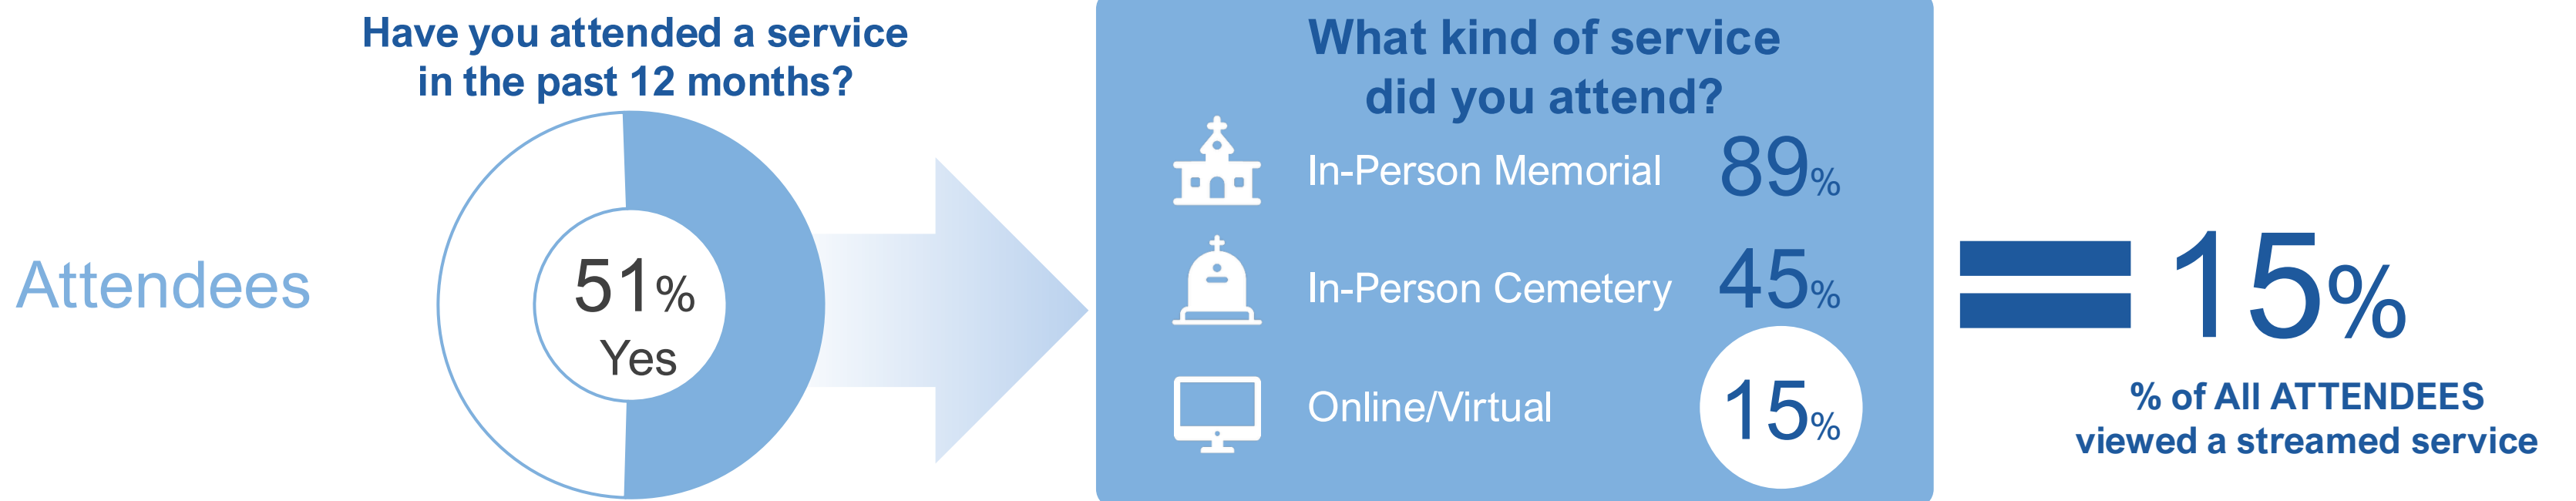 Have you attended a service
in the past 12 months?
Attendees
51%
Yes
What kind of service
did you attend?
In-Person Memorial 89%
In-Person Cemetery 45%
Online/Virtual 15%
= 15%
% of All ATTENDEES
viewed a streamed service